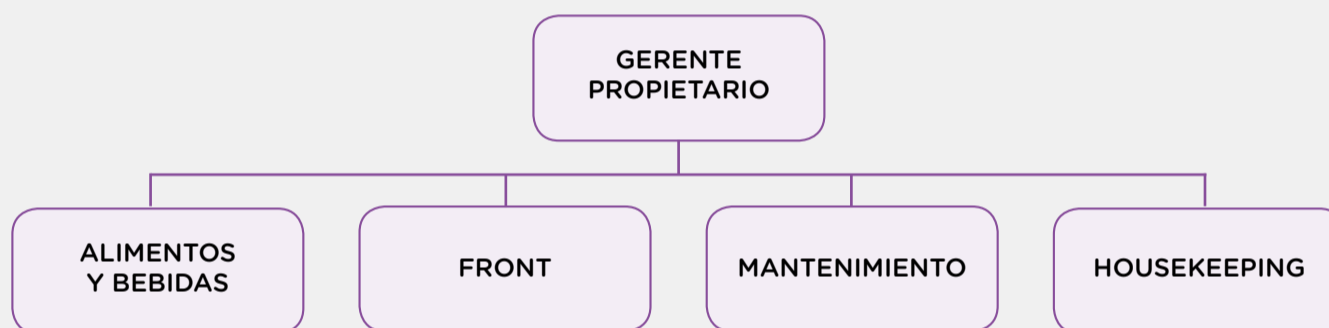 GERENTE
PROPIETARIO
ALIMENTOS
Y BEBIDAS
FRONT
MANTENIMIENTO
HOUSEKEEPING